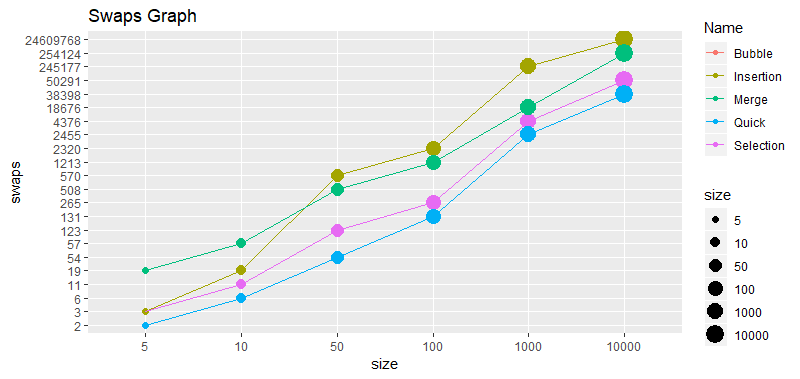 Swaps Graph
swaps
24609768
254124
245177
50291
38398
18676
4376
2455
2320
1213
570
508
265
131
123
57
54
19
11
6
3
2
5 10 50 100 1000 10000
size
Name
Bubble
Insertion
Merge
Quick
Selection
size
5
10
50
100
1000
10000